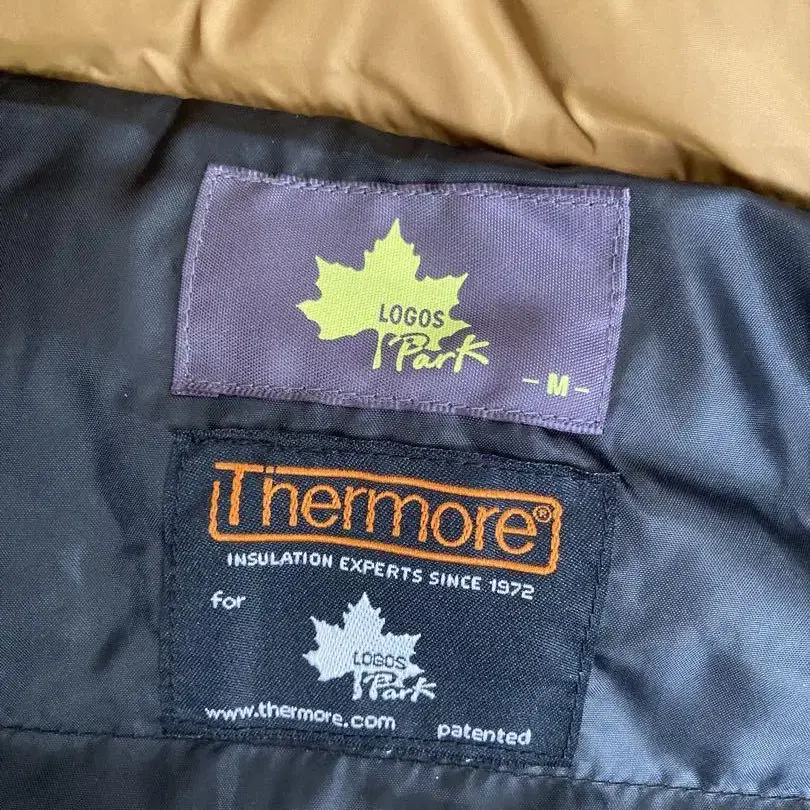 LOGOS
Park
- M -
Thermore®
INSULATION EXPERTS SINCE 1972
for
LOGOS
Park
www.thermore.com patented